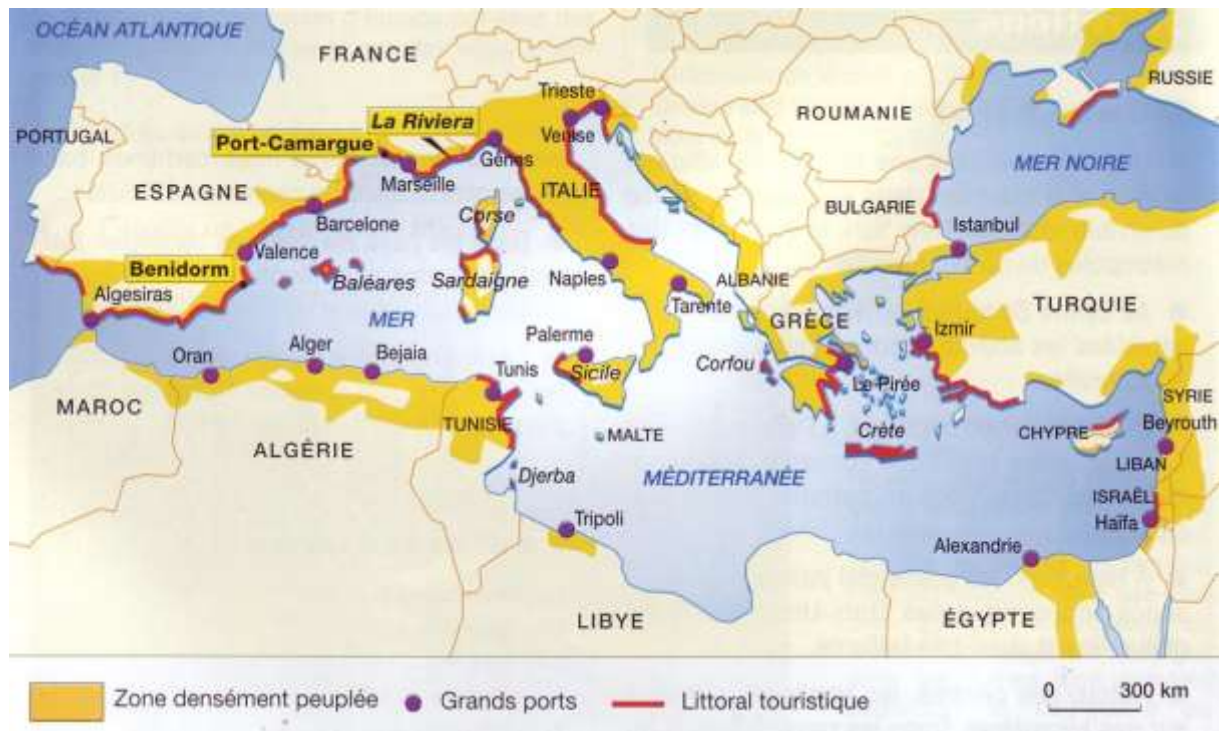 OCÉAN ATLANTIQUE
FRANCE
Trieste
RUSSIE
ROUMANIE
PORTUGAL
La Riviera
Venise
Port-Camargue
Gênes
MER NOIRE
Marseille
ESPAGNE
ITALIE
Corse
BULGARIE
Barcelone
Istanbul
Valence
Benidorm
Baléares
Sardaigne
Naples
ALBANIE
Algesiras
Tarente
TURQUIE
MER
GRÈCE
Izmir
Palerme
Oran
Alger
Bejaia
Tunis
Sicile
Corfou
Le Pirée
SYRIE
MAROC
TUNISIE
Beyrouth
Crète
CHYPRE
MALTE
ALGÉRIE
LIBAN
Djerba
MÉDITERRANÉE
ISRAËL
Tripoli
Haïfa
Alexandrie
LIBYE
ÉGYPTE
Zone densément peuplée
Grands ports
Littoral touristique
0 300 km